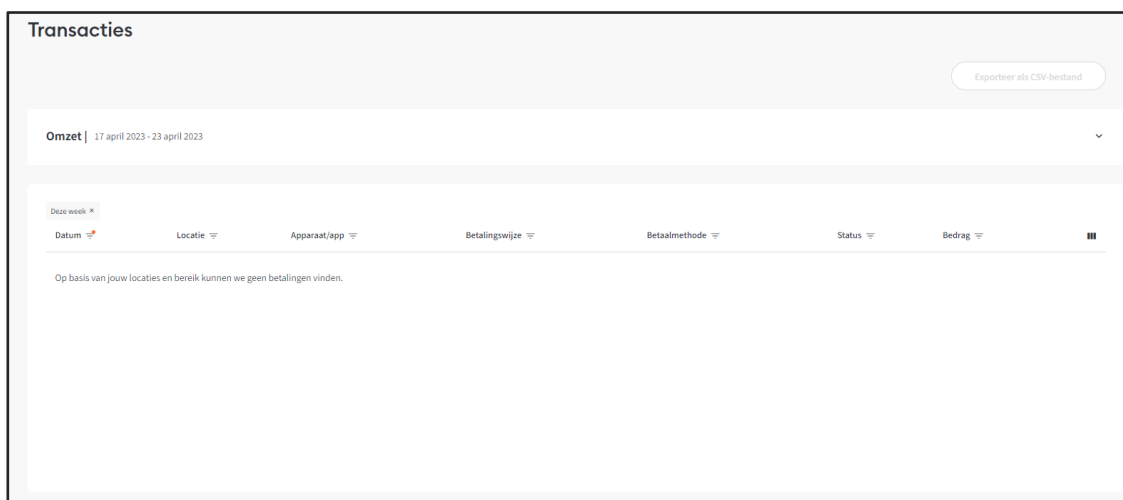 Transacties
Exporteer als CSV-bestand
Omzet | 17 april 2023 - 23 april 2023
Deze week ×
Datum Locatie Apparaat/app Betalingswijze Betaalmethode Status Bedrag
Op basis van jouw locaties en bereik kunnen we geen betalingen vinden.